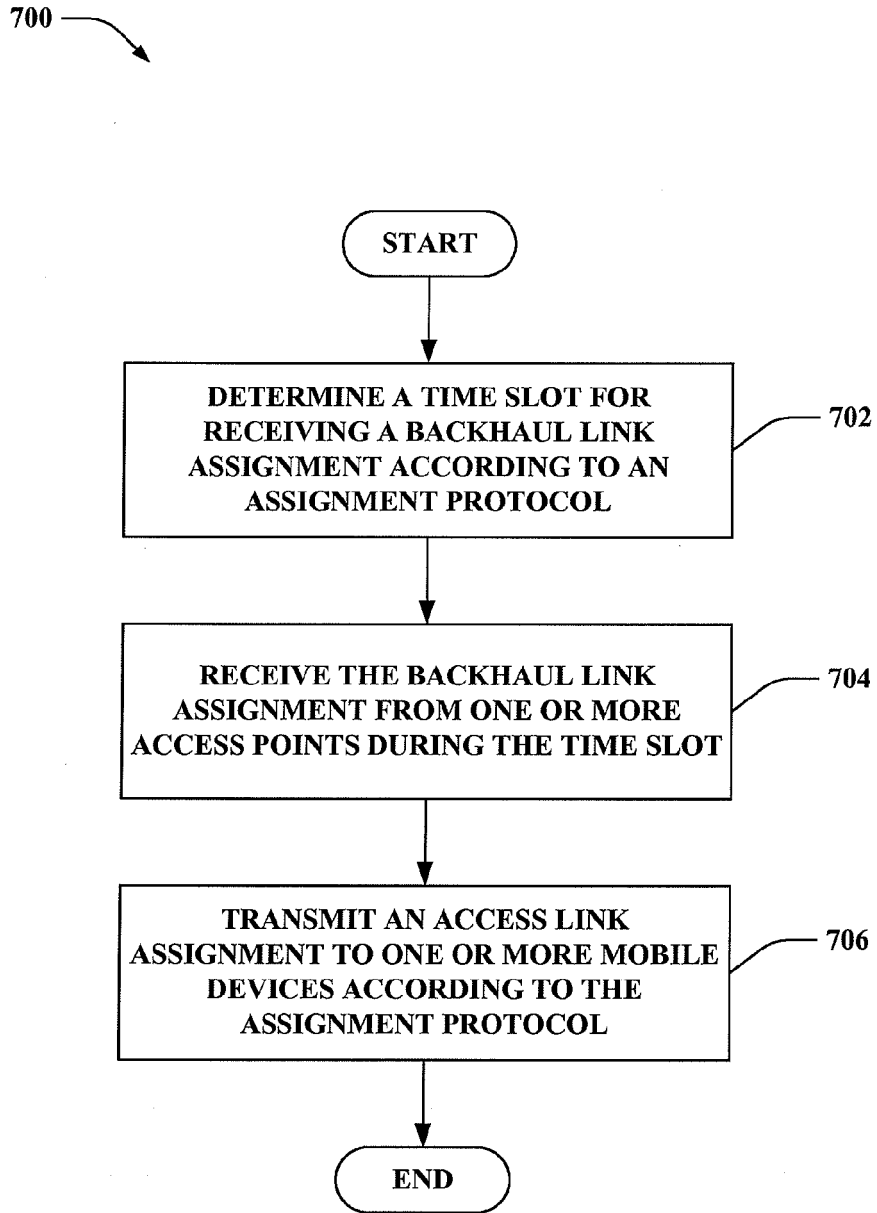 700
START
DETERMINE A TIME SLOT FOR
RECEIVING A BACKHAUL LINK
ASSIGNMENT ACCORDING TO AN
ASSIGNMENT PROTOCOL
702
RECEIVE THE BACKHAUL LINK
ASSIGNMENT FROM ONE OR MORE
ACCESS POINTS DURING THE TIME SLOT
704
TRANSMIT AN ACCESS LINK
ASSIGNMENT TO ONE OR MORE MOBILE
DEVICES ACCORDING TO THE
ASSIGNMENT PROTOCOL
706
END